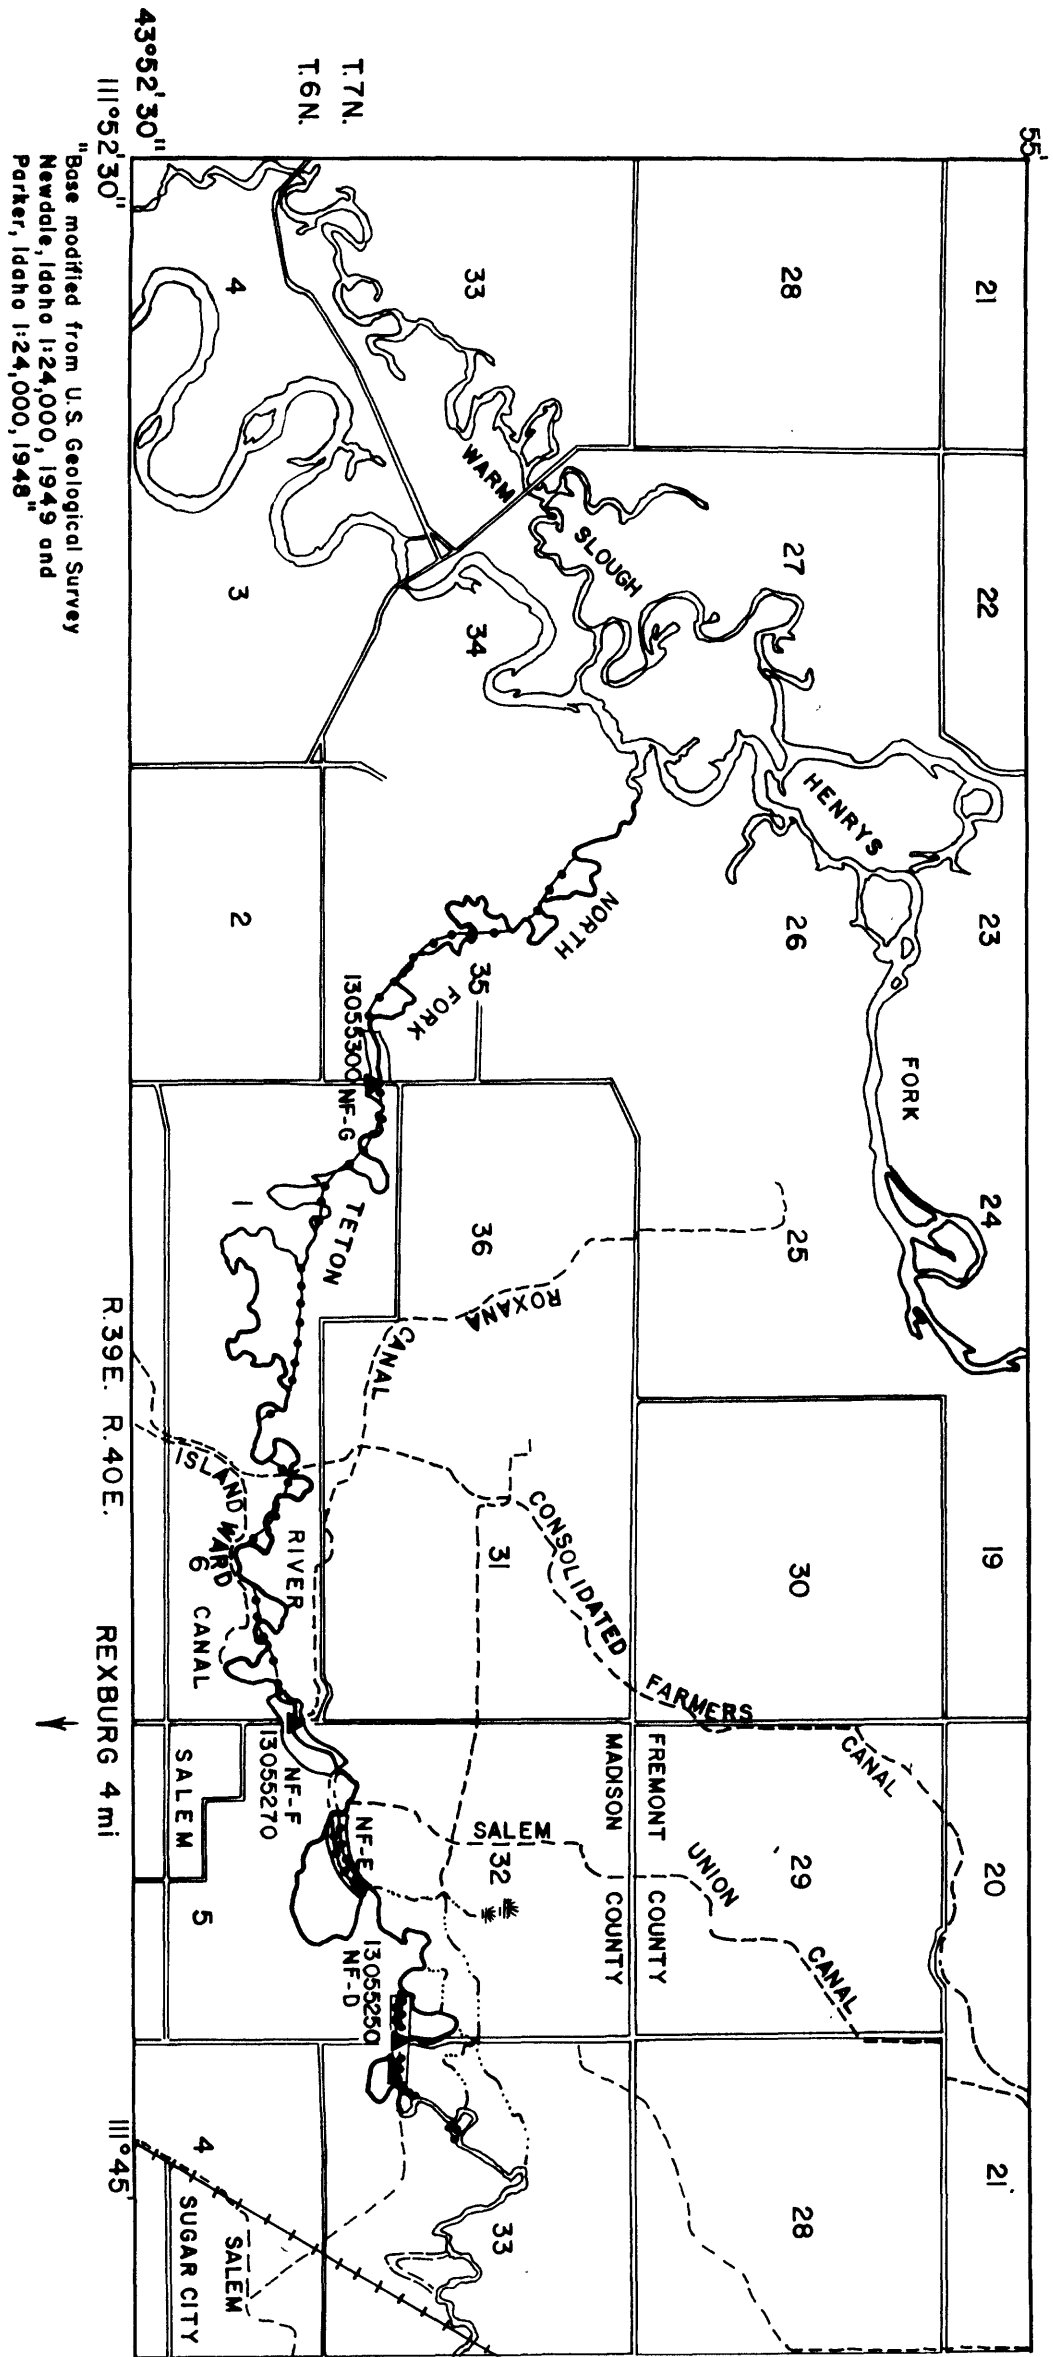 55'
21
22
23
24
19
20
21
28
27
26
25
30
29
28
HENRYS
FORK
WARM
SLOUGH
33
34
35
36
31
32
33
NORTH
FORK
TETON
RIVER
ROXANA
CANAL
CONSOLIDATED
FARMERS
CANAL
FREMONT COUNTY
MADISON COUNTY
SALEM
UNION
CANAL
T.7N.
T.6N.
13055300 NF-G
NF-F
13055270
NF-E
13055250
NF-D
4
3
2
1
6
5
4
ISLAND WARD
CANAL
SALEM
SALEM
SUGAR CITY
43°52'30"
111°52'30"
R.39E. R.40E.
REXBURG 4 mi
111°45'
"Base modified from U.S. Geological Survey
Newdale, Idaho 1:24,000, 1949 and
Parker, Idaho 1:24,000, 1948"